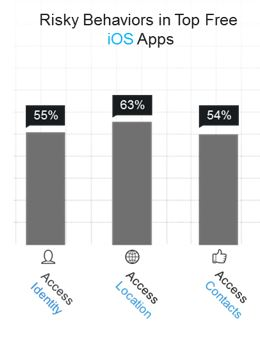 Risky Behaviors in Top Free
iOS Apps
55%
63%
54%
Access
Identity
Access
Location
Access
Contacts